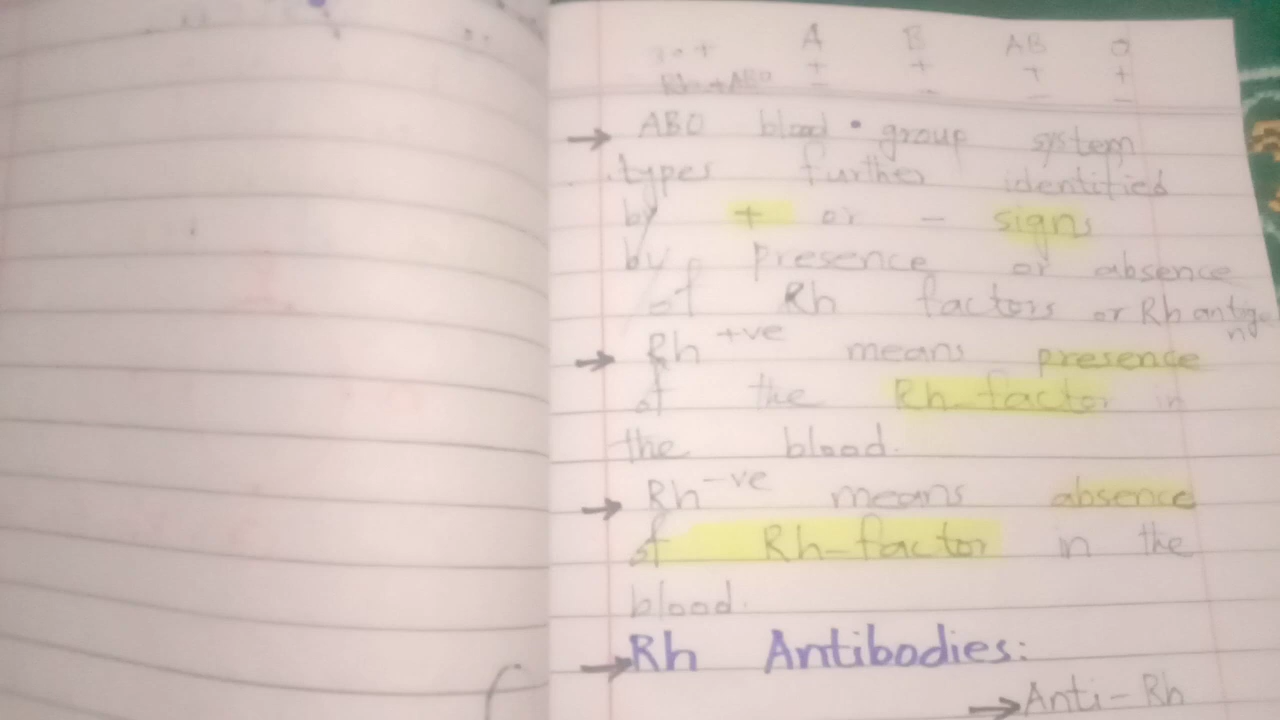 A B AB O
Rh + ABO + + + +
- - - -
→ ABO blood group system
types further identified
by + or - signs
by presence or absence
of Rh factors or Rh antigen
→ Rh +ve means presence
of the Rh factor in
the blood.
→ Rh -ve means absence
of Rh-factor in the
blood.
→ Rh Antibodies:
→ Anti-Rh